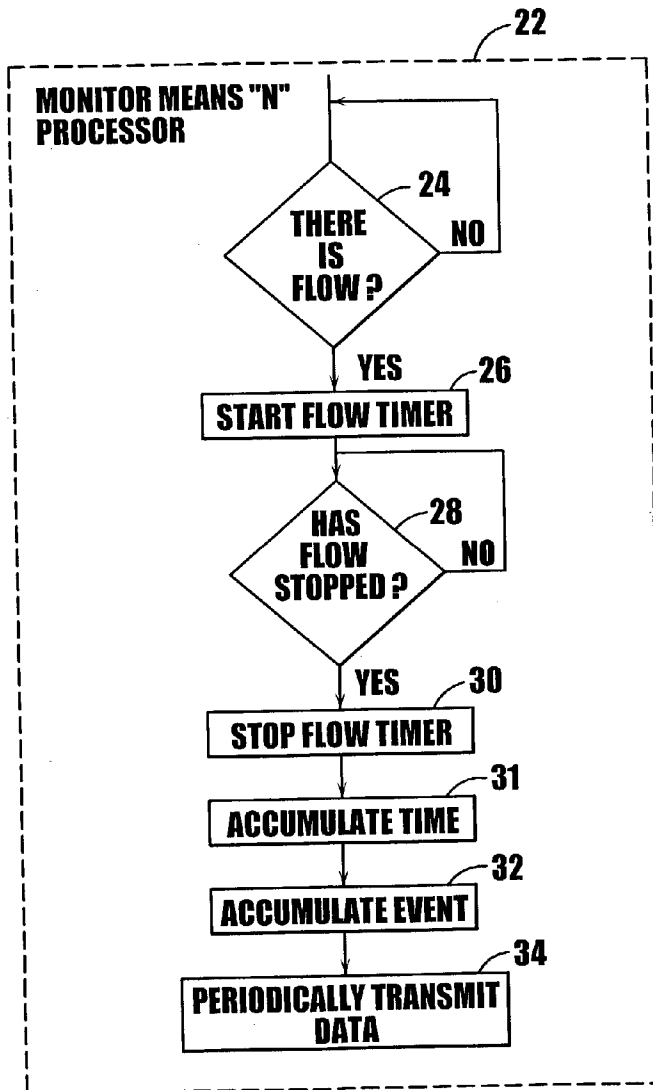 22
MONITOR MEANS "N"
PROCESSOR
24
THERE
IS
FLOW ?
NO
YES
26
START FLOW TIMER
28
HAS
FLOW
STOPPED ?
NO
YES
30
STOP FLOW TIMER
31
ACCUMULATE TIME
32
ACCUMULATE EVENT
34
PERIODICALLY TRANSMIT
DATA